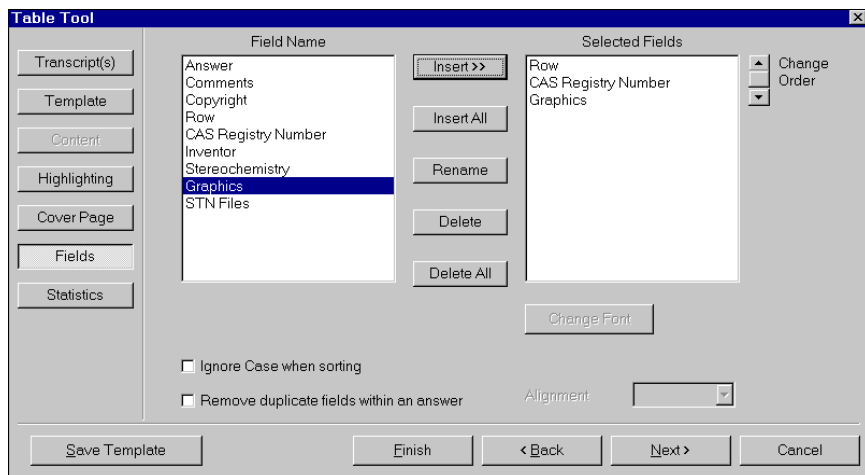 Table Tool
Transcript(s)
Template
Content
Highlighting
Cover Page
Fields
Statistics
Field Name
Answer
Comments
Copyright
Row
CAS Registry Number
Inventor
Stereochemistry
Graphics
STN Files
Insert >>
Insert All
Rename
Delete
Delete All
Selected Fields
Row
CAS Registry Number
Graphics
Change
Order
Change Font
Ignore Case when sorting
Remove duplicate fields within an answer
Alignment
Save Template
Finish
< Back
Next >
Cancel